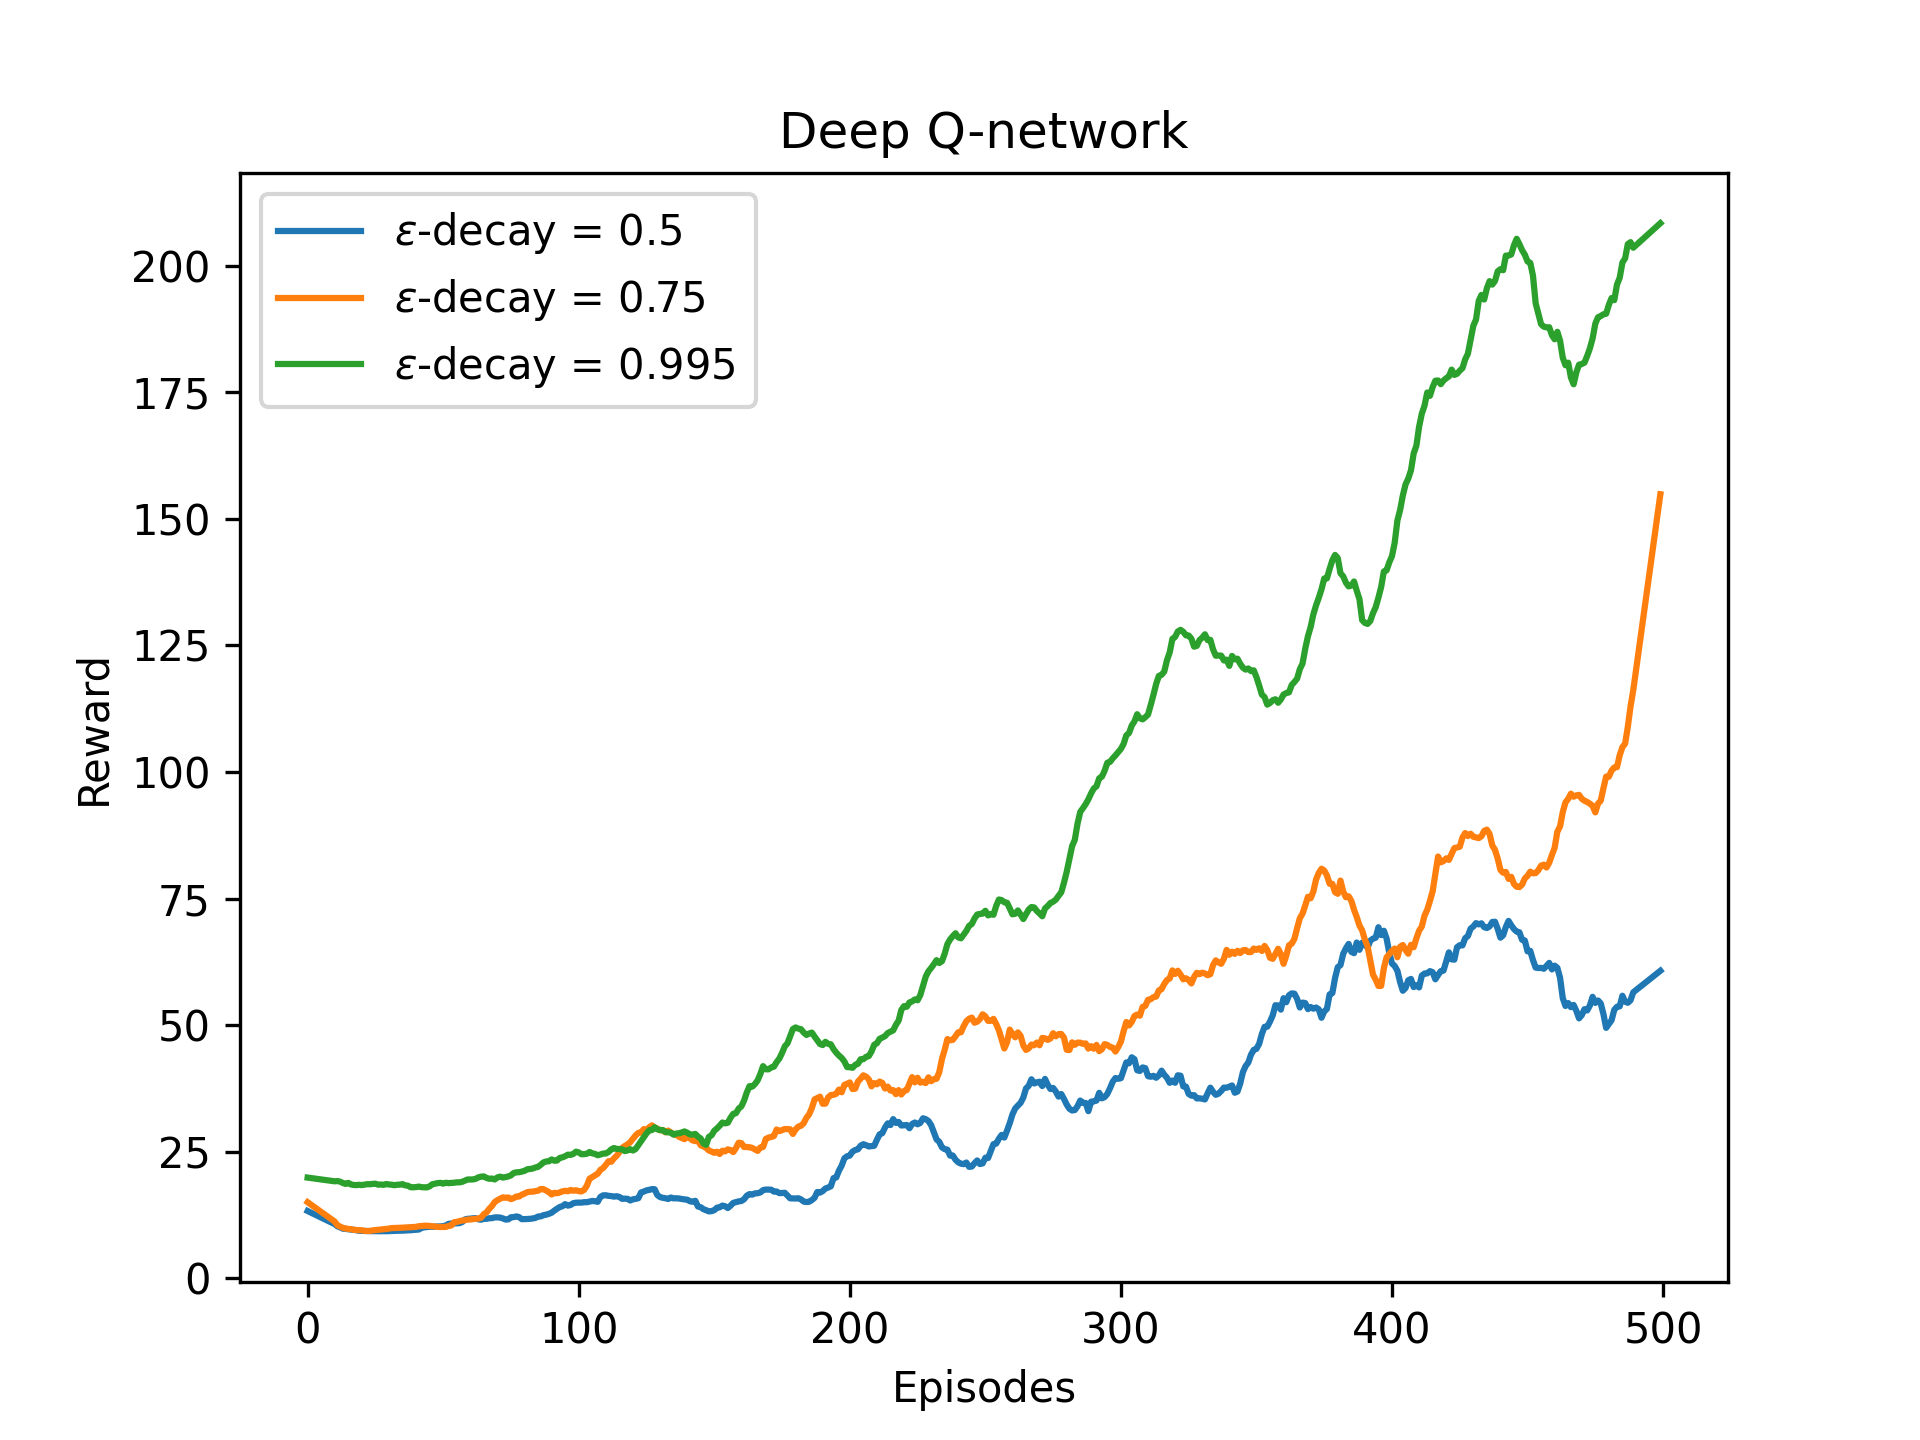 Deep Q-network
ε-decay = 0.5
ε-decay = 0.75
ε-decay = 0.995
200
175
150
125
100
75
50
25
0
Reward
0 100 200 300 400 500
Episodes